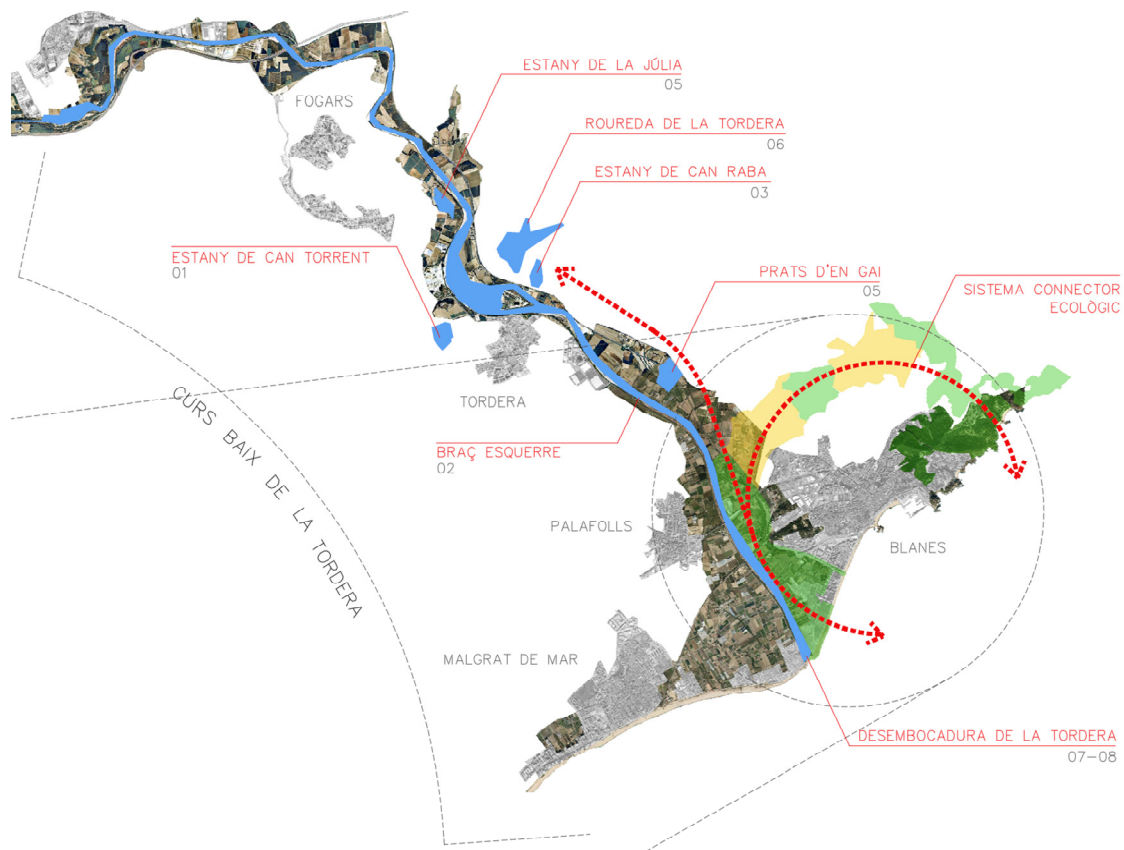 ESTANY DE LA JÚLIA
05
FOGARS
ROUREDA DE LA TORDERA
06
ESTANY DE CAN RABA
03
ESTANY DE CAN TORRENT
01
PRATS D'EN GAI
05
SISTEMA CONNECTOR
ECOLÒGIC
TORDERA
CURS BAIX DE LA TORDERA
BRAÇ ESQUERRE
02
PALAFOLLS
BLANES
MALGRAT DE MAR
DESEMBOCADURA DE LA TORDERA
07-08